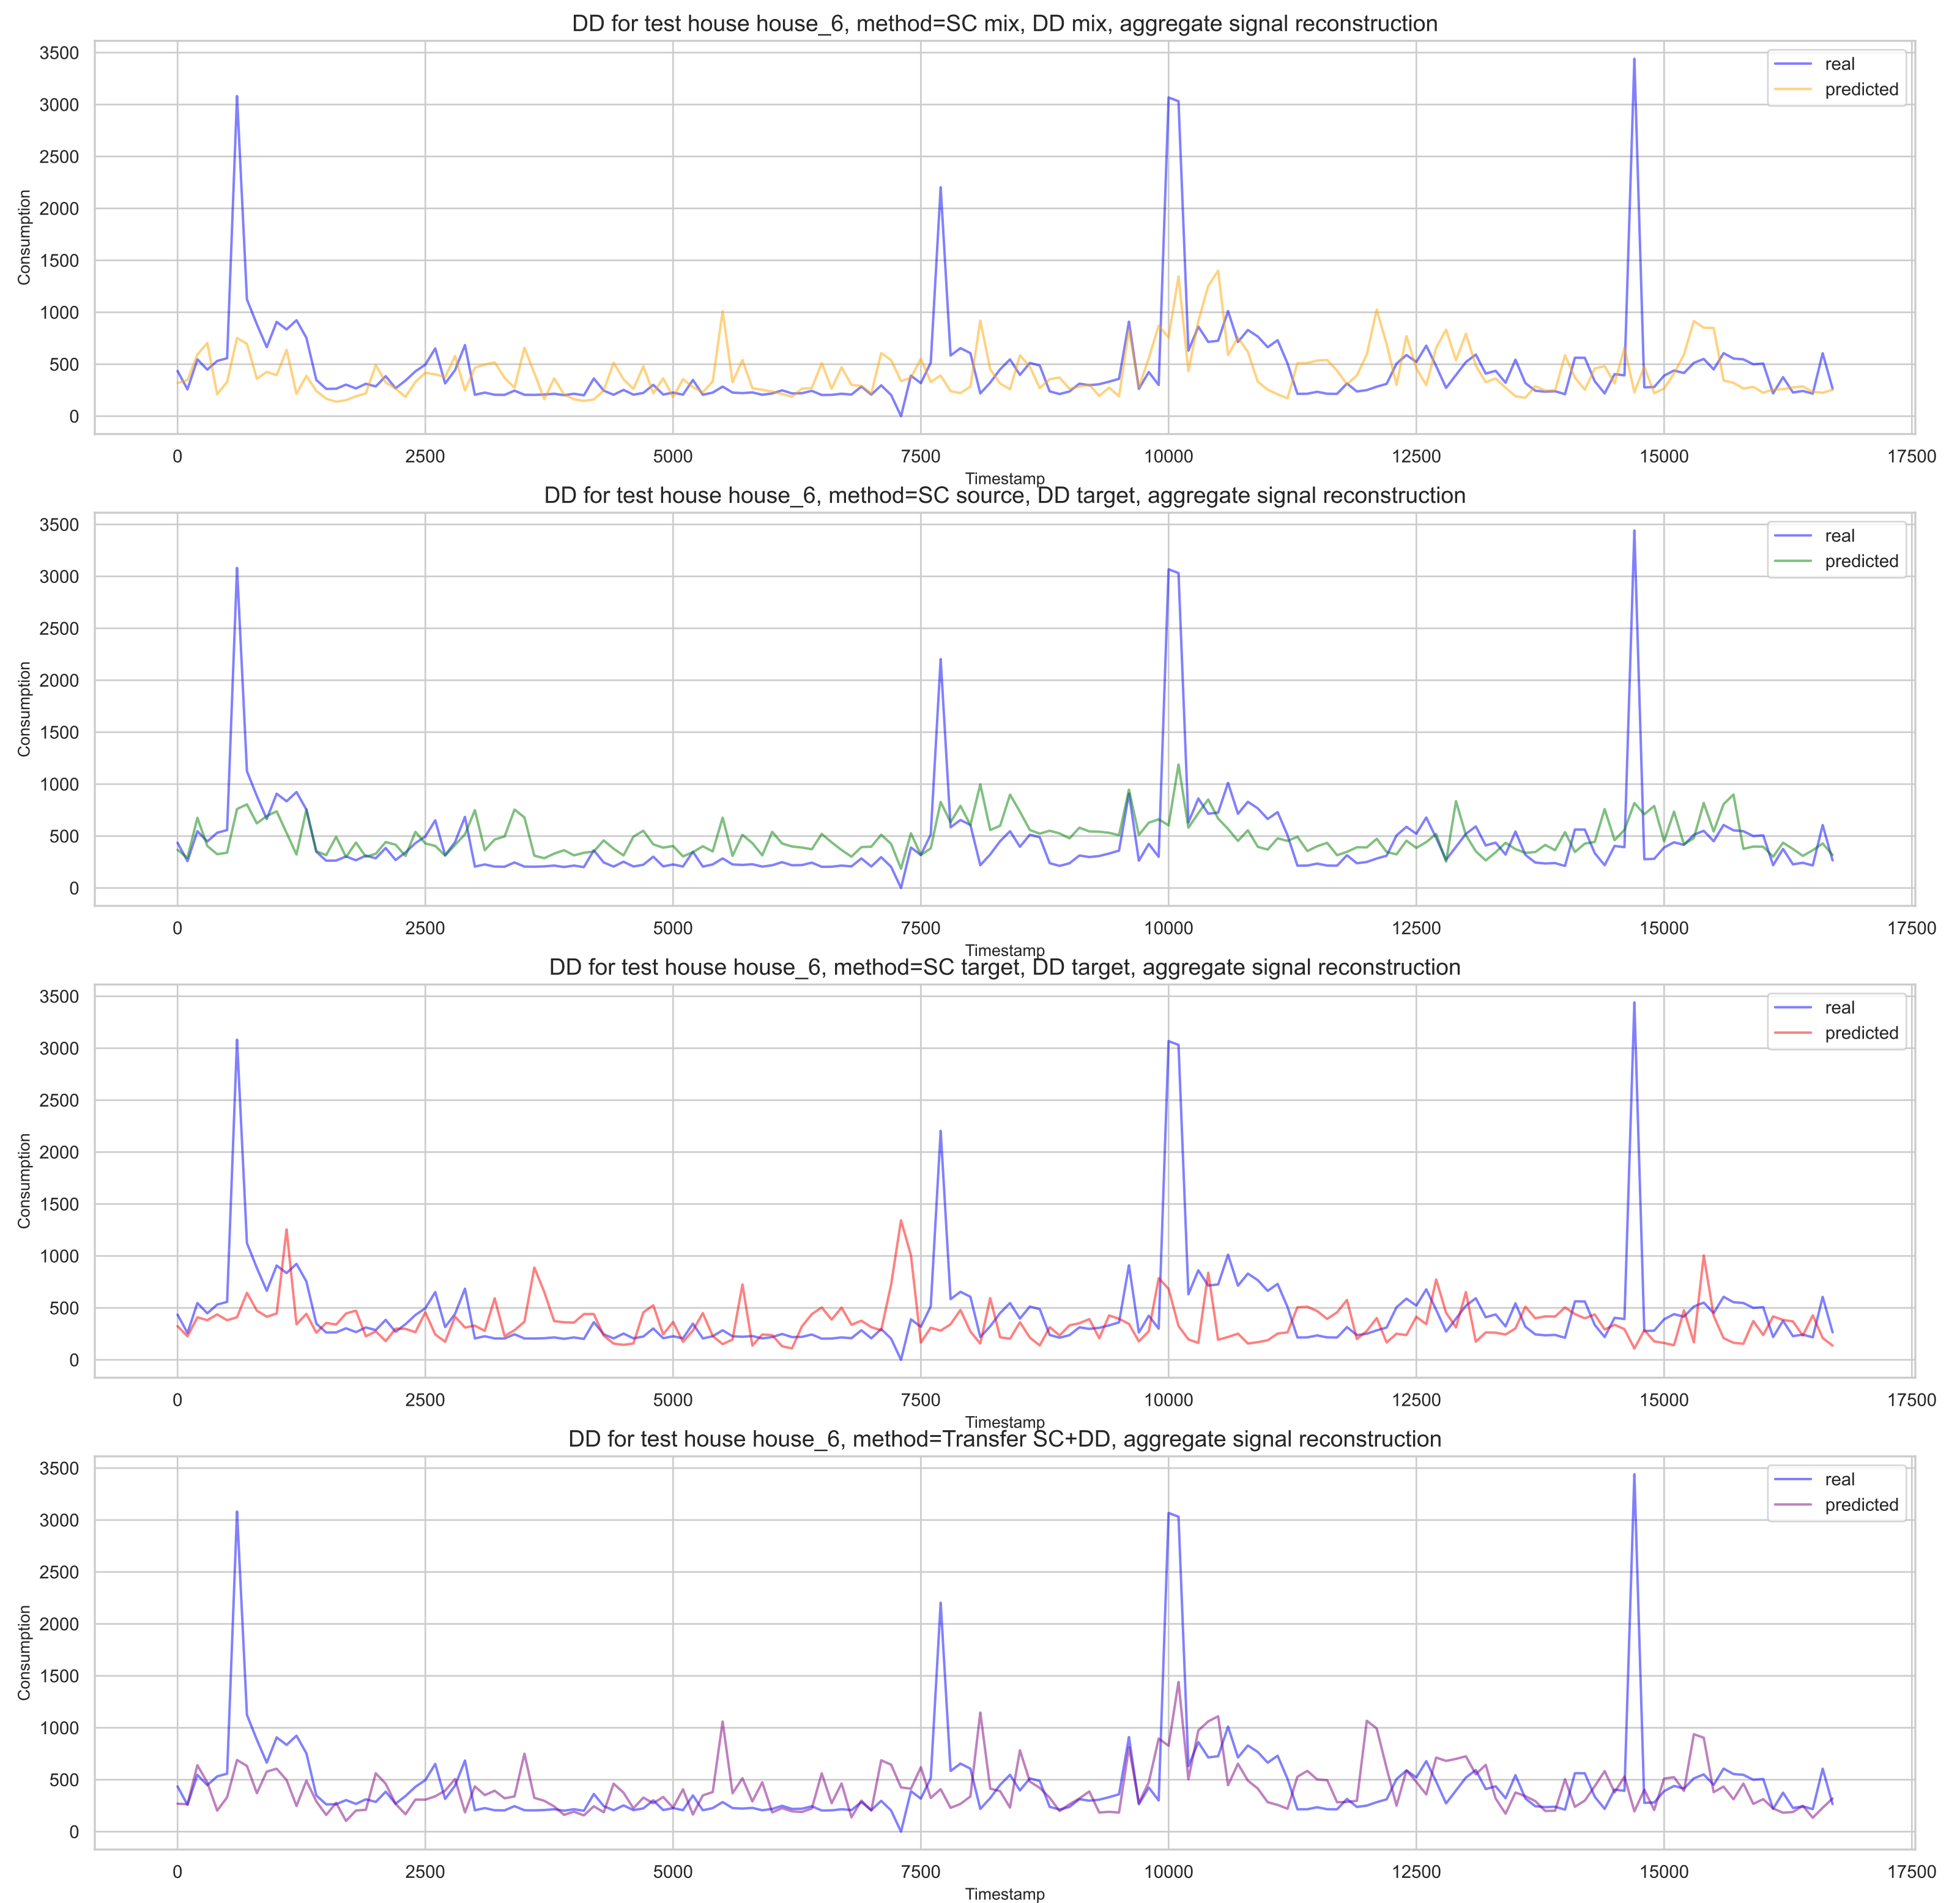 DD for test house house_6, method=SC mix, DD mix, aggregate signal reconstruction
3500
3000
2500
2000
1500
1000
500
0
Consumption
real
predicted
0 2500 5000 7500 10000 12500 15000 17500
Timestamp
DD for test house house_6, method=SC source, DD target, aggregate signal reconstruction
3500
3000
2500
2000
1500
1000
500
0
Consumption
real
predicted
0 2500 5000 7500 10000 12500 15000 17500
Timestamp
DD for test house house_6, method=SC target, DD target, aggregate signal reconstruction
3500
3000
2500
2000
1500
1000
500
0
Consumption
real
predicted
0 2500 5000 7500 10000 12500 15000 17500
Timestamp
DD for test house house_6, method=Transfer SC+DD, aggregate signal reconstruction
3500
3000
2500
2000
1500
1000
500
0
Consumption
real
predicted
0 2500 5000 7500 10000 12500 15000 17500
Timestamp